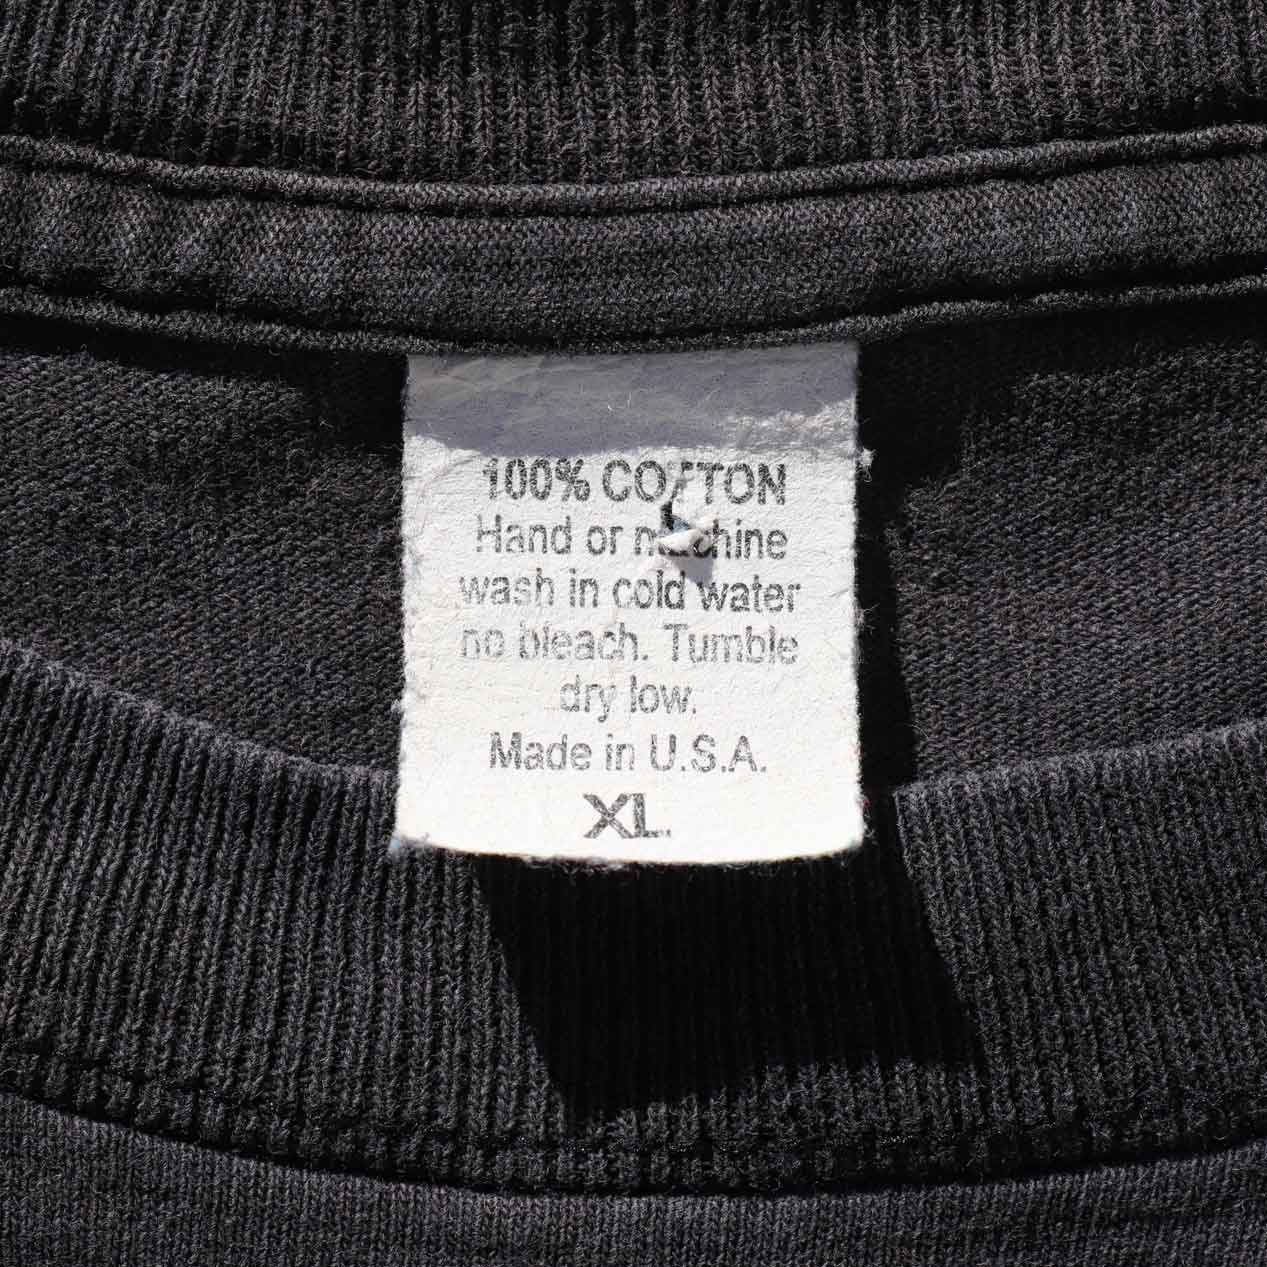 100% COTTON
Hand or machine
wash in cold water
no bleach. Tumble
dry low.
Made in U.S.A.
XL